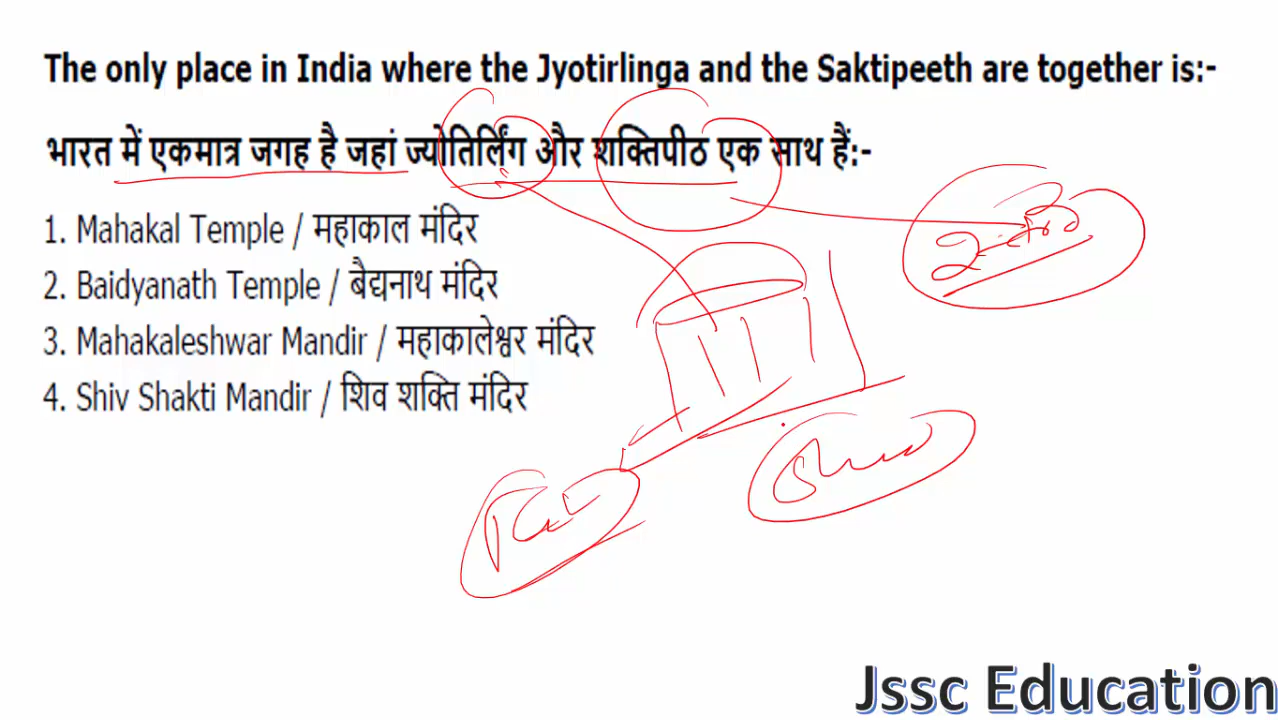 The only place in India where the Jyotirlinga and the Saktipeeth are together is:-
भारत में एकमात्र जगह है जहां ज्योतिर्लिंग और शक्तिपीठ एक साथ हैं:-
1. Mahakal Temple / महाकाल मंदिर
2. Baidyanath Temple / बैद्यनाथ मंदिर
3. Mahakaleshwar Mandir / महाकालेश्वर मंदिर
4. Shiv Shakti Mandir / शिव शक्ति मंदिर
Jssc Education